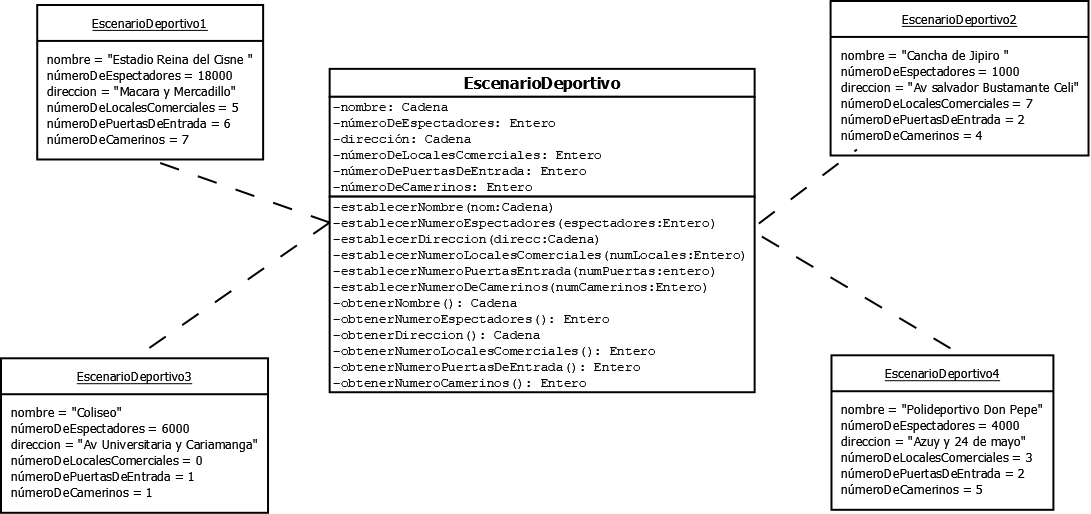 EscenarioDeportivo1
nombre = "Estadio Reina del Cisne "
númeroDeEspectadores = 18000
direccion = "Macara y Mercadillo"
númeroDeLocalesComerciales = 5
númeroDePuertasDeEntrada = 6
númeroDeCamerinos = 7
EscenarioDeportivo2
nombre = "Cancha de Jipiro "
númeroDeEspectadores = 1000
direccion = "Av salvador Bustamante Celi"
númeroDeLocalesComerciales = 7
númeroDePuertasDeEntrada = 2
númeroDeCamerinos = 4
EscenarioDeportivo
-nombre: Cadena
-númeroDeEspectadores: Entero
-dirección: Cadena
-númeroDeLocalesComerciales: Entero
-númeroDePuertasDeEntrada: Entero
-númeroDeCamerinos: Entero
-establecerNombre(nom:Cadena)
-establecerNumeroEspectadores(espectadores:Entero)
-establecerDireccion(direcc:Cadena)
-establecerNumeroLocalesComerciales(numLocales:Entero)
-establecerNumeroPuertasEntrada(numPuertas:entero)
-establecerNumeroDeCamerinos(numCamerinos:Entero)
-obtenerNombre(): Cadena
-obtenerNumeroEspectadores(): Entero
-obtenerDireccion(): Cadena
-obtenerNumeroLocalesComerciales(): Entero
-obtenerNumeroPuertasDeEntrada(): Entero
-obtenerNumeroCamerinos(): Entero
EscenarioDeportivo3
nombre = "Coliseo"
númeroDeEspectadores = 6000
direccion = "Av Universitaria y Cariamanga"
númeroDeLocalesComerciales = 0
númeroDePuertasDeEntrada = 1
númeroDeCamerinos = 1
EscenarioDeportivo4
nombre = "Polideportivo Don Pepe"
númeroDeEspectadores = 4000
direccion = "Azuy y 24 de mayo"
númeroDeLocalesComerciales = 3
númeroDePuertasDeEntrada = 2
númeroDeCamerinos = 5